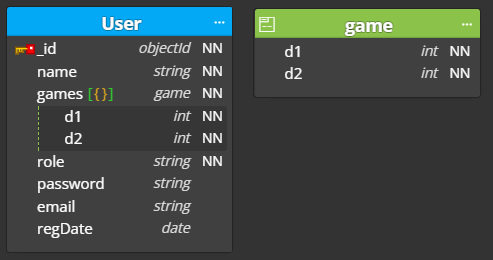 User ...
_id objectId NN
name string NN
games [{}] game NN
d1 int NN
d2 int NN
role string NN
password string
email string
regDate date
game ...
d1 int NN
d2 int NN